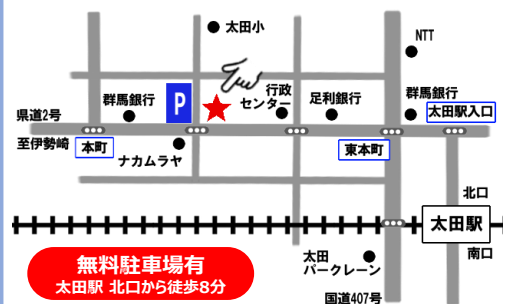 太田小
NTT
群馬銀行
P
行政
センター
足利銀行
群馬銀行
県道2号
太田駅入口
至伊勢崎
本町
ナカムラヤ
東本町
北口
太田駅
南口
無料駐車場有
太田駅 北口から徒歩8分
太田
パークレーン
国道407号